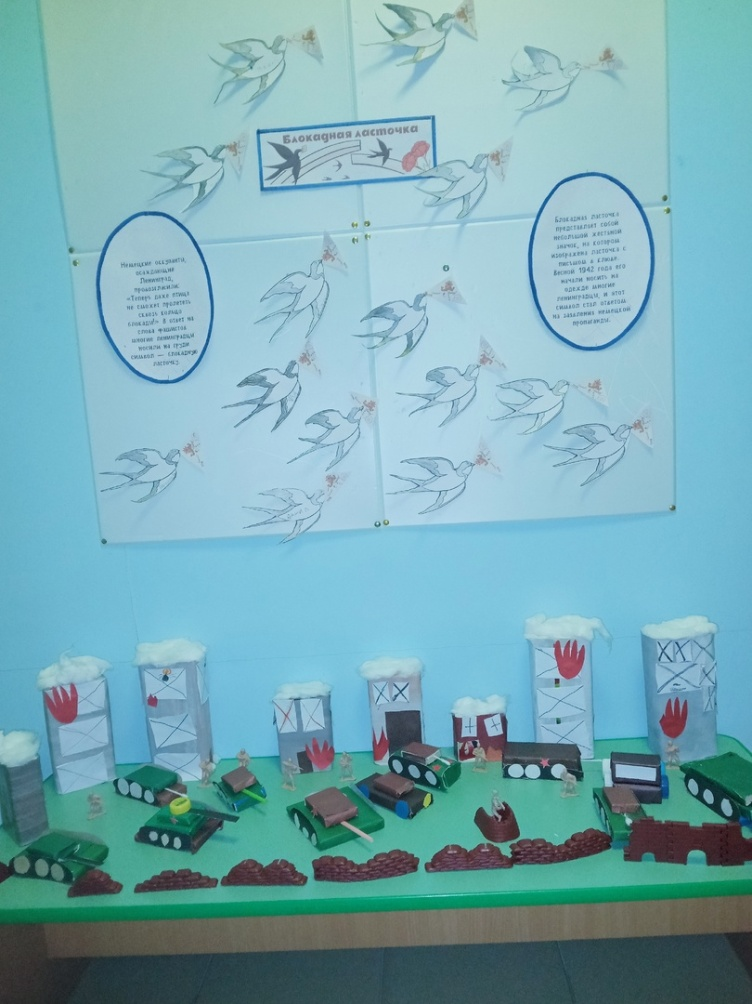 Блокадная ласточка
Немецкие оккупанты,
осаждающие
Ленинград,
провозгласили:
«Теперь даже птица
не сможет пролететь
сквозь кольцо
блокады!» В ответ на
слова фашистов
многие ленинградцы
носили на груди
символ — блокадную
ласточку.
Блокадная ласточка
представляет собой
небольшой жестяной
значок, на котором
изображена ласточка с
письмом в клюве.
Весной 1942 года его
начали носить на
одежде многие
ленинградцы, и этот
символ стал ответом
на заявления немецкой
пропаганды.